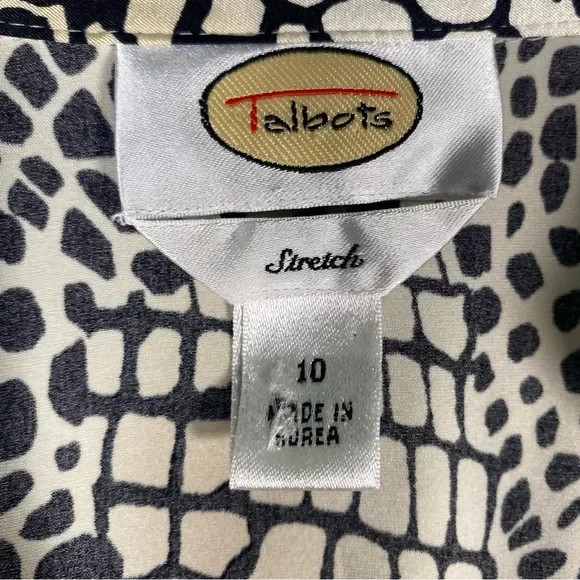 Talbots
Stretch
10
MADE IN
KOREA